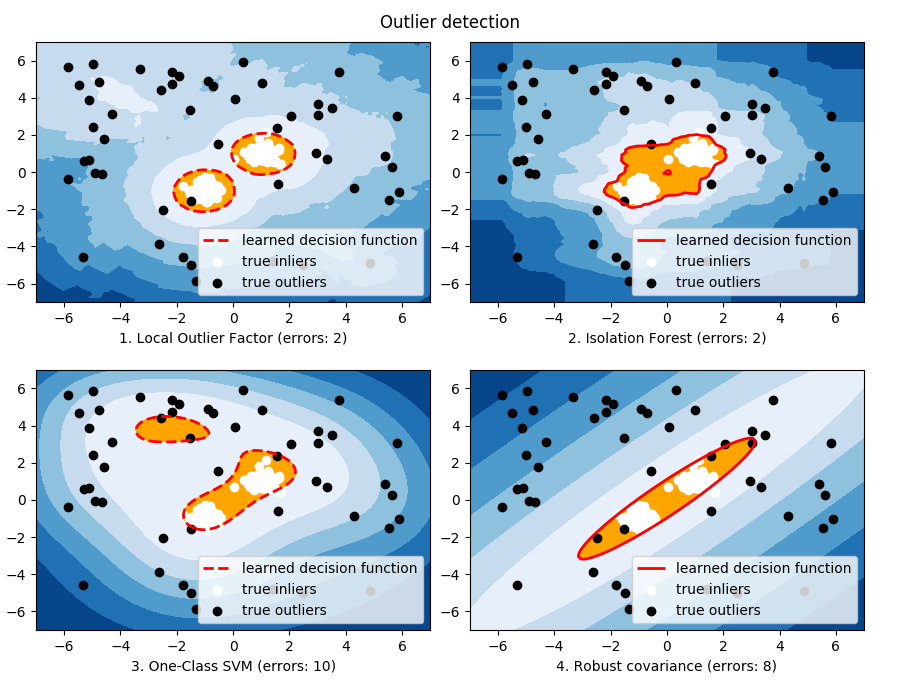 Outlier detection
6
4
2
0
−2
−4
−6
learned decision function
true inliers
true outliers
−6 −4 −2 0 2 4 6
1. Local Outlier Factor (errors: 2)
6
4
2
0
−2
−4
−6
learned decision function
true inliers
true outliers
−6 −4 −2 0 2 4 6
2. Isolation Forest (errors: 2)
6
4
2
0
−2
−4
−6
learned decision function
true inliers
true outliers
−6 −4 −2 0 2 4 6
3. One-Class SVM (errors: 10)
6
4
2
0
−2
−4
−6
learned decision function
true inliers
true outliers
−6 −4 −2 0 2 4 6
4. Robust covariance (errors: 8)